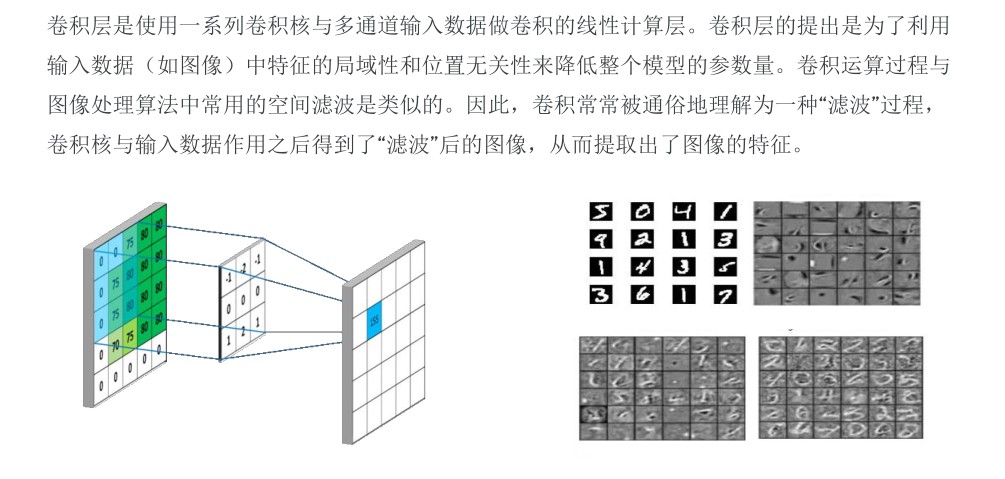 卷积层是使用一系列卷积核与多通道输入数据做卷积的线性计算层。卷积层的提出是为了利用
输入数据（如图像）中特征的局域性和位置无关性来降低整个模型的参数量。卷积运算过程与
图像处理算法中常用的空间滤波是类似的。因此，卷积常常被通俗地理解为一种“滤波”过程，
卷积核与输入数据作用之后得到了“滤波”后的图像，从而提取出了图像的特征。
0 0 75 80 80
0 75 80 80 80
0 75 80 80 80
0 70 75 80 80
0 0 0 0 0
-1 -2 -1
0 0 0
1 2 1
155
5 0 4 1
9 2 1 3
1 4 3 5
3 6 1 7